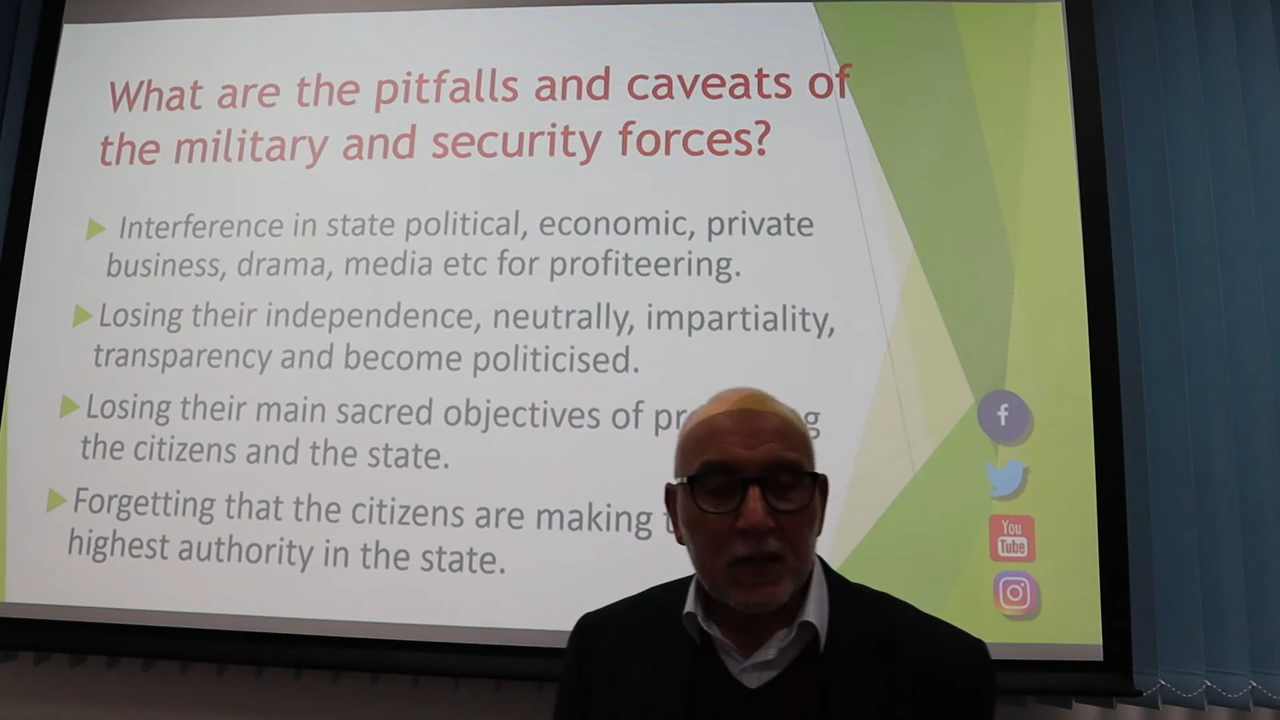 What are the pitfalls and caveats of
the military and security forces?
Interference in state political, economic, private
business, drama, media etc for profiteering.
Losing their independence, neutrally, impartiality,
transparency and become politicised.
Losing their main sacred objectives of
the citizens and the state.
Forgetting that the citizens are making
highest authority in the state.
f
You
Tube